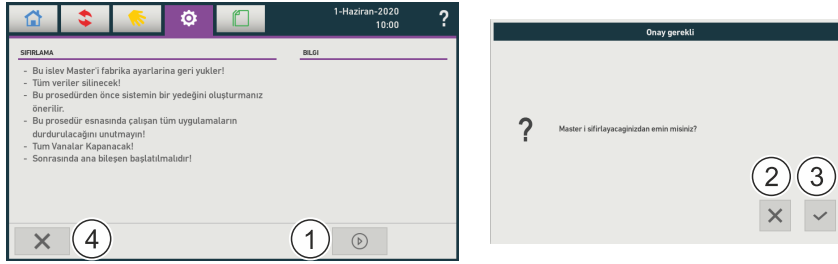 1-Haziran-2020
10:00
?
SIFIRLAMA
BILGI
- Bu islev Master'i fabrika ayarlarina geri yukler!
- Tüm veriler silinecek!
- Bu prosedürden önce sistemin bir yedeğini oluşturmanız
önerilir.
- Bu prosedür esnasında çalışan tüm uygulamaların
durdurulacağını unutmayın!
- Tum Vanalar Kapanacak!
- Sonrasında ana bileşen başlatılmalıdır!
4
1
Onay gerekli
?
Master i sifirlayacaginizdan emin misiniz?
2
3